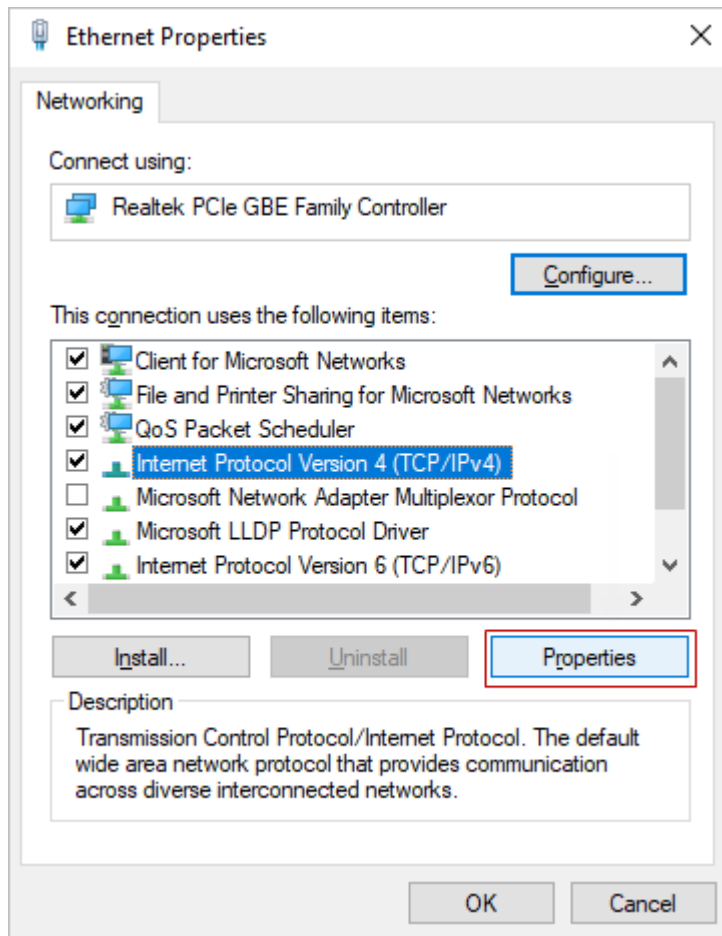 Ethernet Properties
Networking
Connect using:
Realtek PCIe GBE Family Controller
Configure...
This connection uses the following items:
Client for Microsoft Networks
File and Printer Sharing for Microsoft Networks
QoS Packet Scheduler
Internet Protocol Version 4 (TCP/IPv4)
Microsoft Network Adapter Multiplexor Protocol
Microsoft LLDP Protocol Driver
Internet Protocol Version 6 (TCP/IPv6)
Install... Uninstall Properties
Description
Transmission Control Protocol/Internet Protocol. The default
wide area network protocol that provides communication
across diverse interconnected networks.
OK Cancel